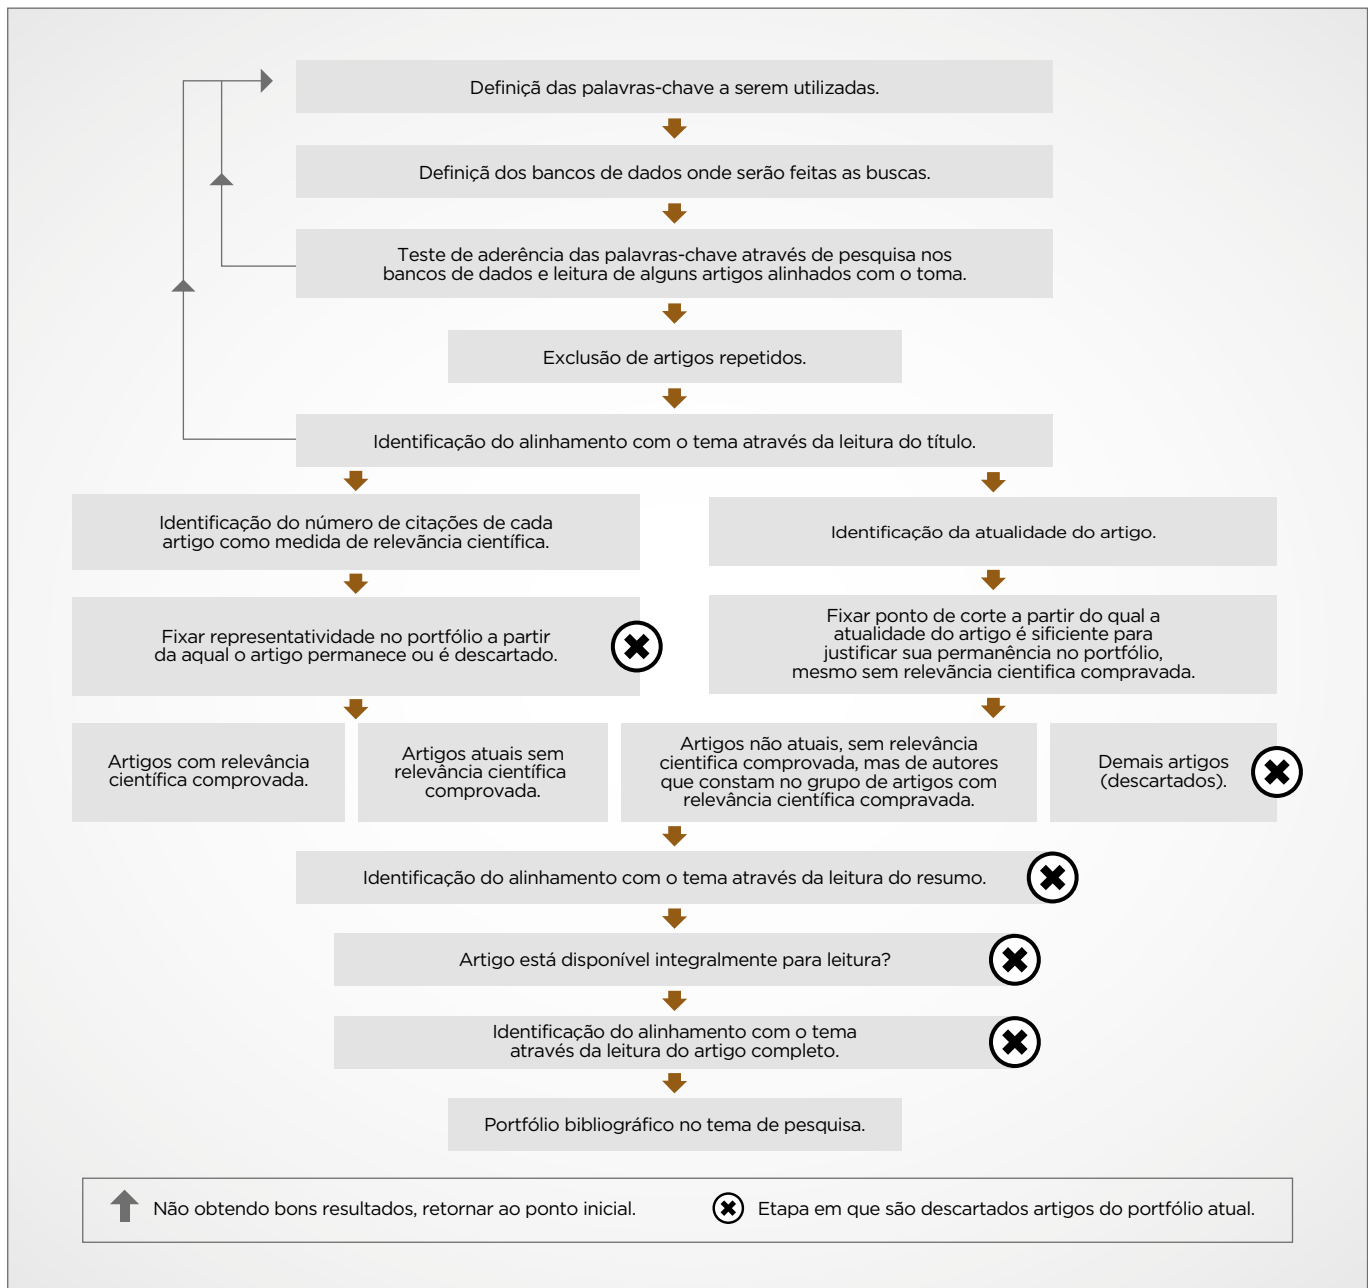 Definiçã das palavras-chave a serem utilizadas.
Definiçã dos bancos de dados onde serão feitas as buscas.
Teste de aderência das palavras-chave através de pesquisa nos
bancos de dados e leitura de alguns artigos alinhados com o toma.
Exclusão de artigos repetidos.
Identificação do alinhamento com o tema através da leitura do título.
Identificação do número de citações de cada
artigo como medida de relevãncia científica.
Identificação da atualidade do artigo.
Fixar representatividade no portfólio a partir
da aqual o artigo permanece ou é descartado.
Fixar ponto de corte a partir do qual a
atualidade do artigo é sificiente para
justificar sua permanência no portfólio,
mesmo sem relevãncia cientifica compravada.
Artigos com relevância
científica comprovada.
Artigos atuais sem
relevância científica
comprovada.
Artigos não atuais, sem relevância
cientifica comprovada, mas de autores
que constam no grupo de artigos com
relevância científica compravada.
Demais artigos
(descartados).
Identificação do alinhamento com o tema através da leitura do resumo.
Artigo está disponível integralmente para leitura?
Identificação do alinhamento com o tema
através da leitura do artigo completo.
Portfólio bibliográfico no tema de pesquisa.
Não obtendo bons resultados, retornar ao ponto inicial.
Etapa em que são descartados artigos do portfólio atual.